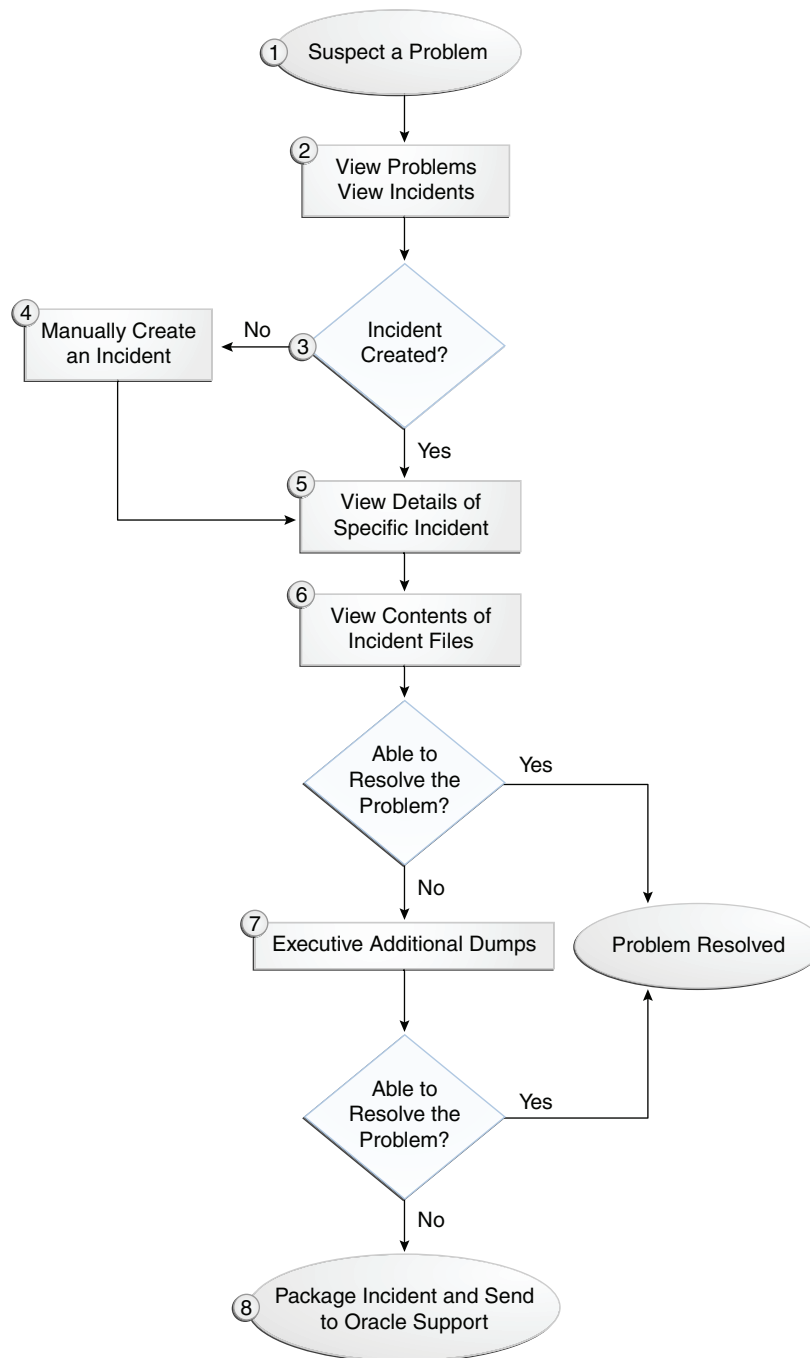 1
Suspect a Problem
2
View Problems
View Incidents
3
Incident
Created?
No
4
Manually Create
an Incident
Yes
5
View Details of
Specific Incident
6
View Contents of
Incident Files
Able to
Resolve the
Problem?
Yes
No
7
Executive Additional Dumps
Problem Resolved
Able to
Resolve the
Problem?
Yes
No
8
Package Incident and Send
to Oracle Support